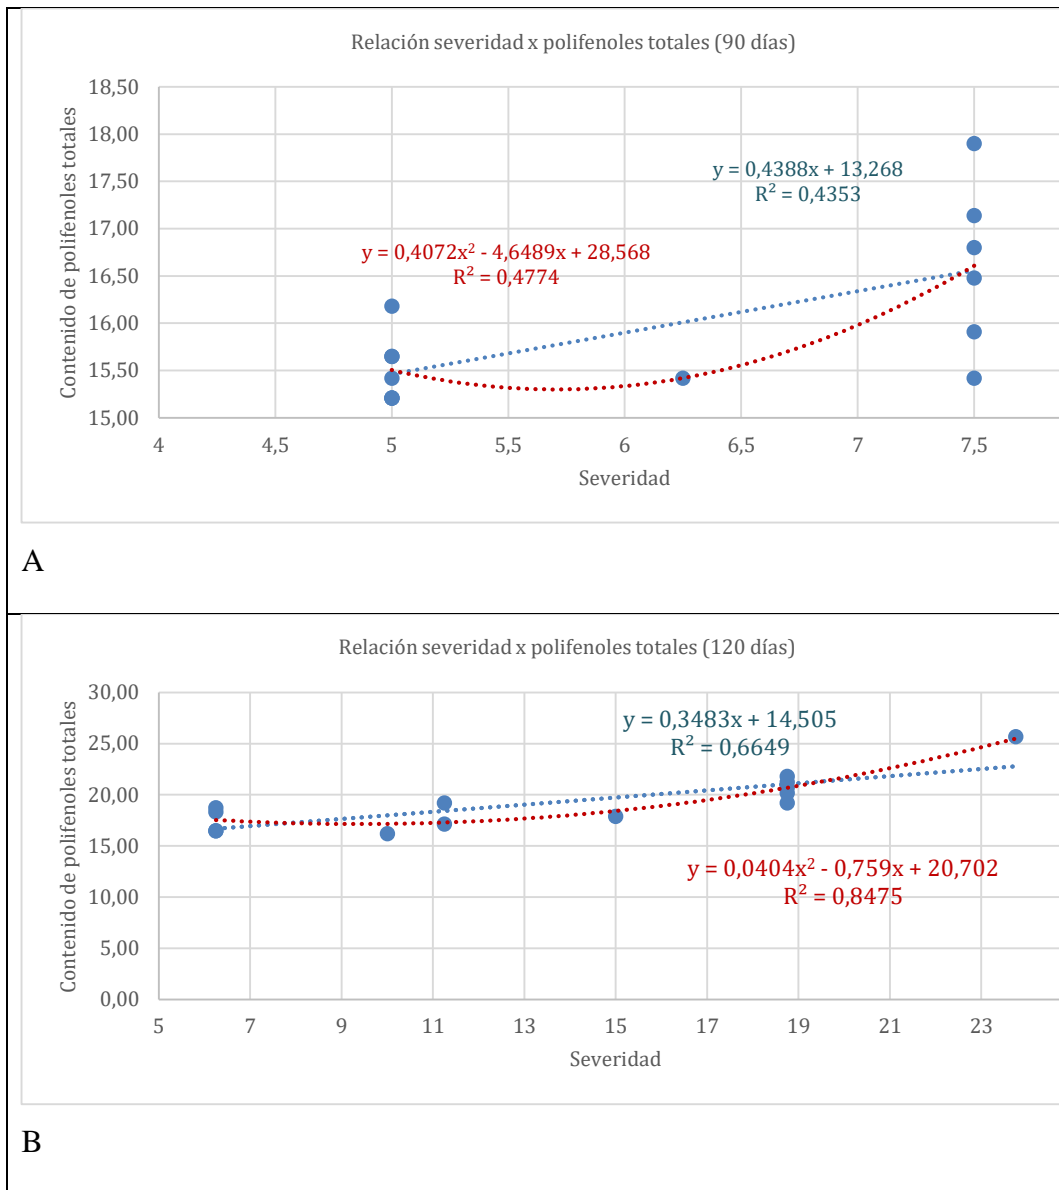 Relación severidad x polifenoles totales (90 días)
Contenido de polifenoles totales
18,50
18,00
17,50
17,00
16,50
16,00
15,50
15,00
y = 0,4388x + 13,268
R² = 0,4353
y = 0,4072x² - 4,6489x + 28,568
R² = 0,4774
4 4,5 5 5,5 6 6,5 7 7,5
Severidad
A
Relación severidad x polifenoles totales (120 días)
Contenido de polifenoles totales
30,00
25,00
20,00
15,00
10,00
5,00
0,00
y = 0,3483x + 14,505
R² = 0,6649
y = 0,0404x² - 0,759x + 20,702
R² = 0,8475
5 7 9 11 13 15 17 19 21 23
Severidad
B